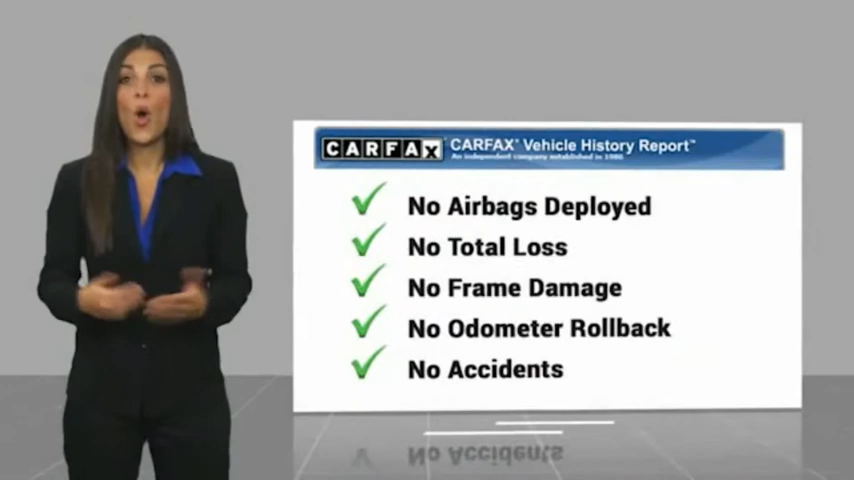 CARFAX CARFAX® Vehicle History Report™
An independent company established in 1986
No Airbags Deployed
No Total Loss
No Frame Damage
No Odometer Rollback
No Accidents
No Accidents